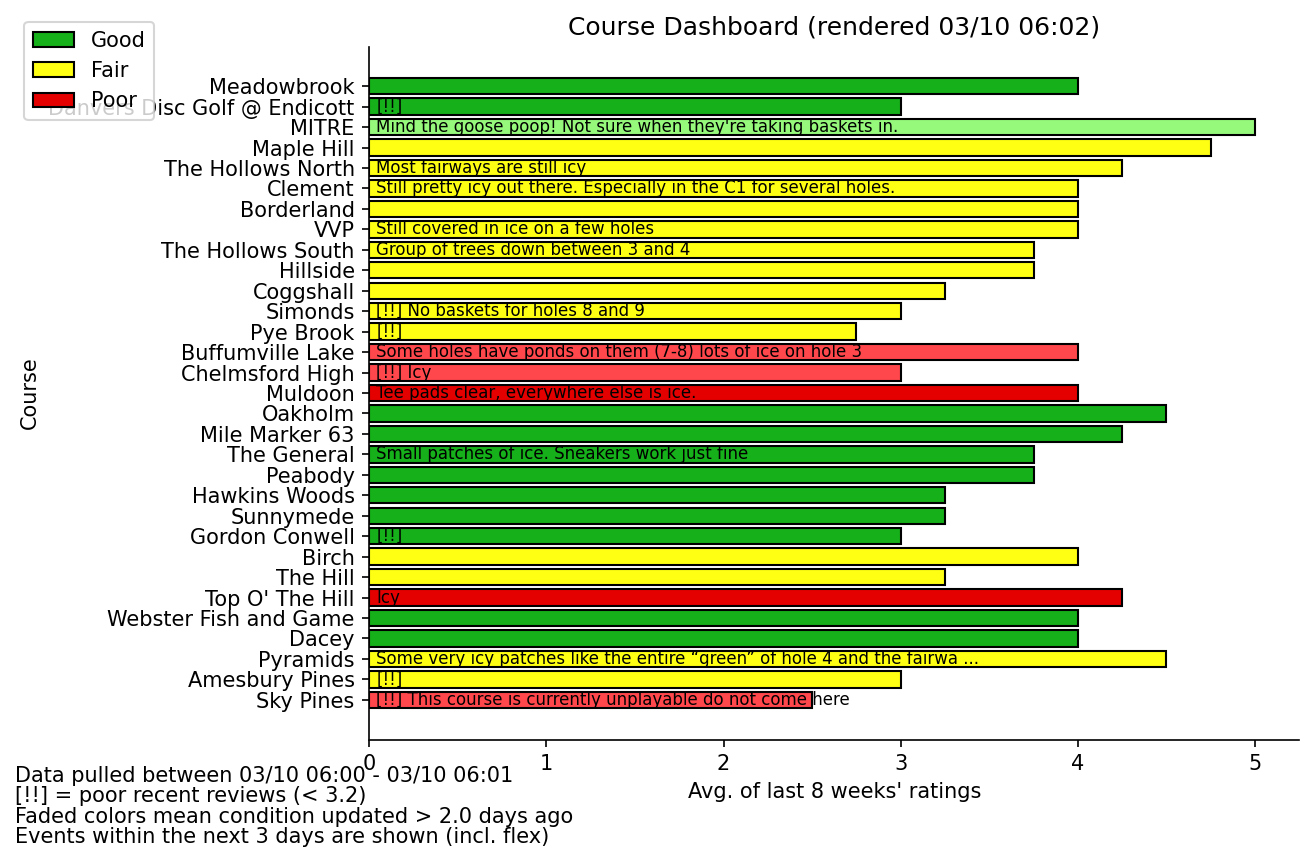 Course Dashboard (rendered 03/10 06:02)
Good
Fair
Poor
Meadowbrook
Danvers Disc Golf @ Endicott [!!]
MITRE Mind the goose poop! Not sure when they're taking baskets in.
Maple Hill
The Hollows North Most fairways are still icy
Clement Still pretty icy out there. Especially in the C1 for several holes.
Borderland
VVP Still covered in ice on a few holes
The Hollows South Group of trees down between 3 and 4
Hillside
Coggshall
Simonds [!!] No baskets for holes 8 and 9
Pye Brook [!!]
Buffumville Lake Some holes have ponds on them (7-8) lots of ice on hole 3
Chelmsford High [!!] Icy
Muldoon Tee pads clear, everywhere else is ice.
Oakholm
Mile Marker 63
The General Small patches of ice. Sneakers work just fine
Peabody
Hawkins Woods
Sunnymede
Gordon Conwell [!!]
Birch
The Hill
Top O' The Hill Icy
Webster Fish and Game
Dacey
Pyramids Some very icy patches like the entire “green” of hole 4 and the fairwa ...
Amesbury Pines [!!]
Sky Pines [!!] This course is currently unplayable do not come here
Course
0 1 2 3 4 5
Avg. of last 8 weeks' ratings
Data pulled between 03/10 06:00 - 03/10 06:01
[!!] = poor recent reviews (< 3.2)
Faded colors mean condition updated > 2.0 days ago
Events within the next 3 days are shown (incl. flex)